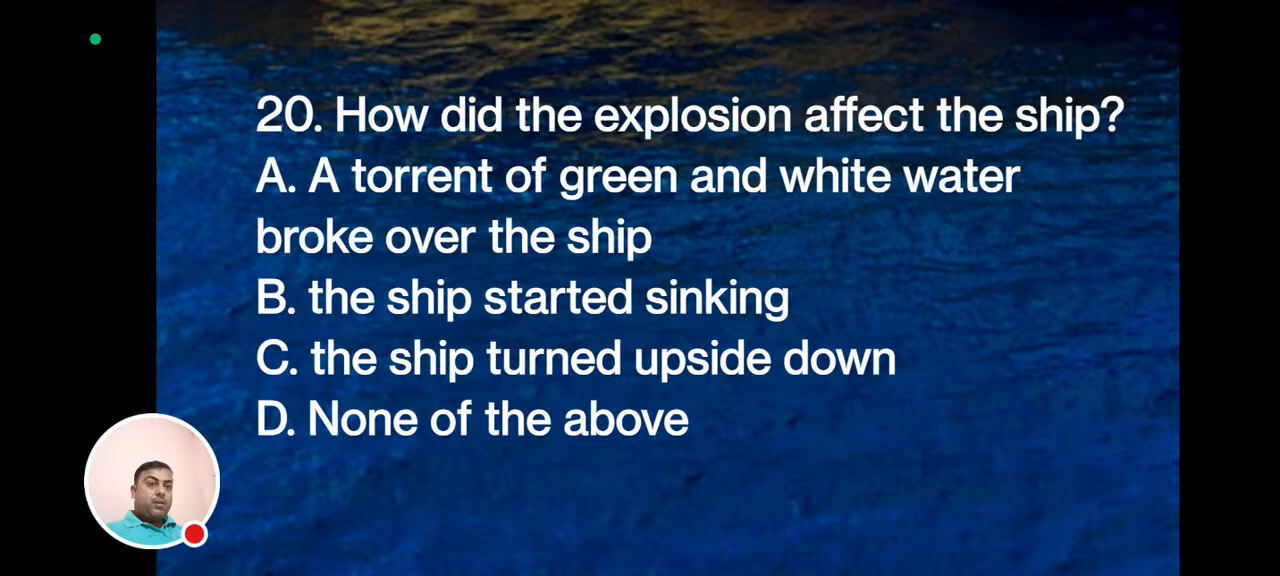 20. How did the explosion affect the ship?
A. A torrent of green and white water
broke over the ship
B. the ship started sinking
C. the ship turned upside down
D. None of the above